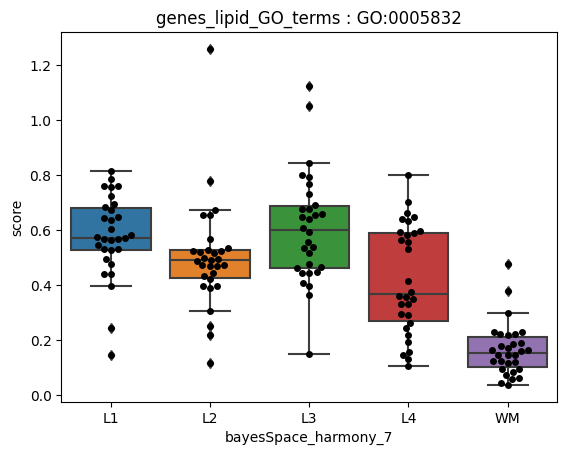 genes_lipid_GO_terms : GO:0005832
1.2
1.0
0.8
0.6
0.4
0.2
0.0
score
L1 L2 L3 L4 WM
bayesSpace_harmony_7